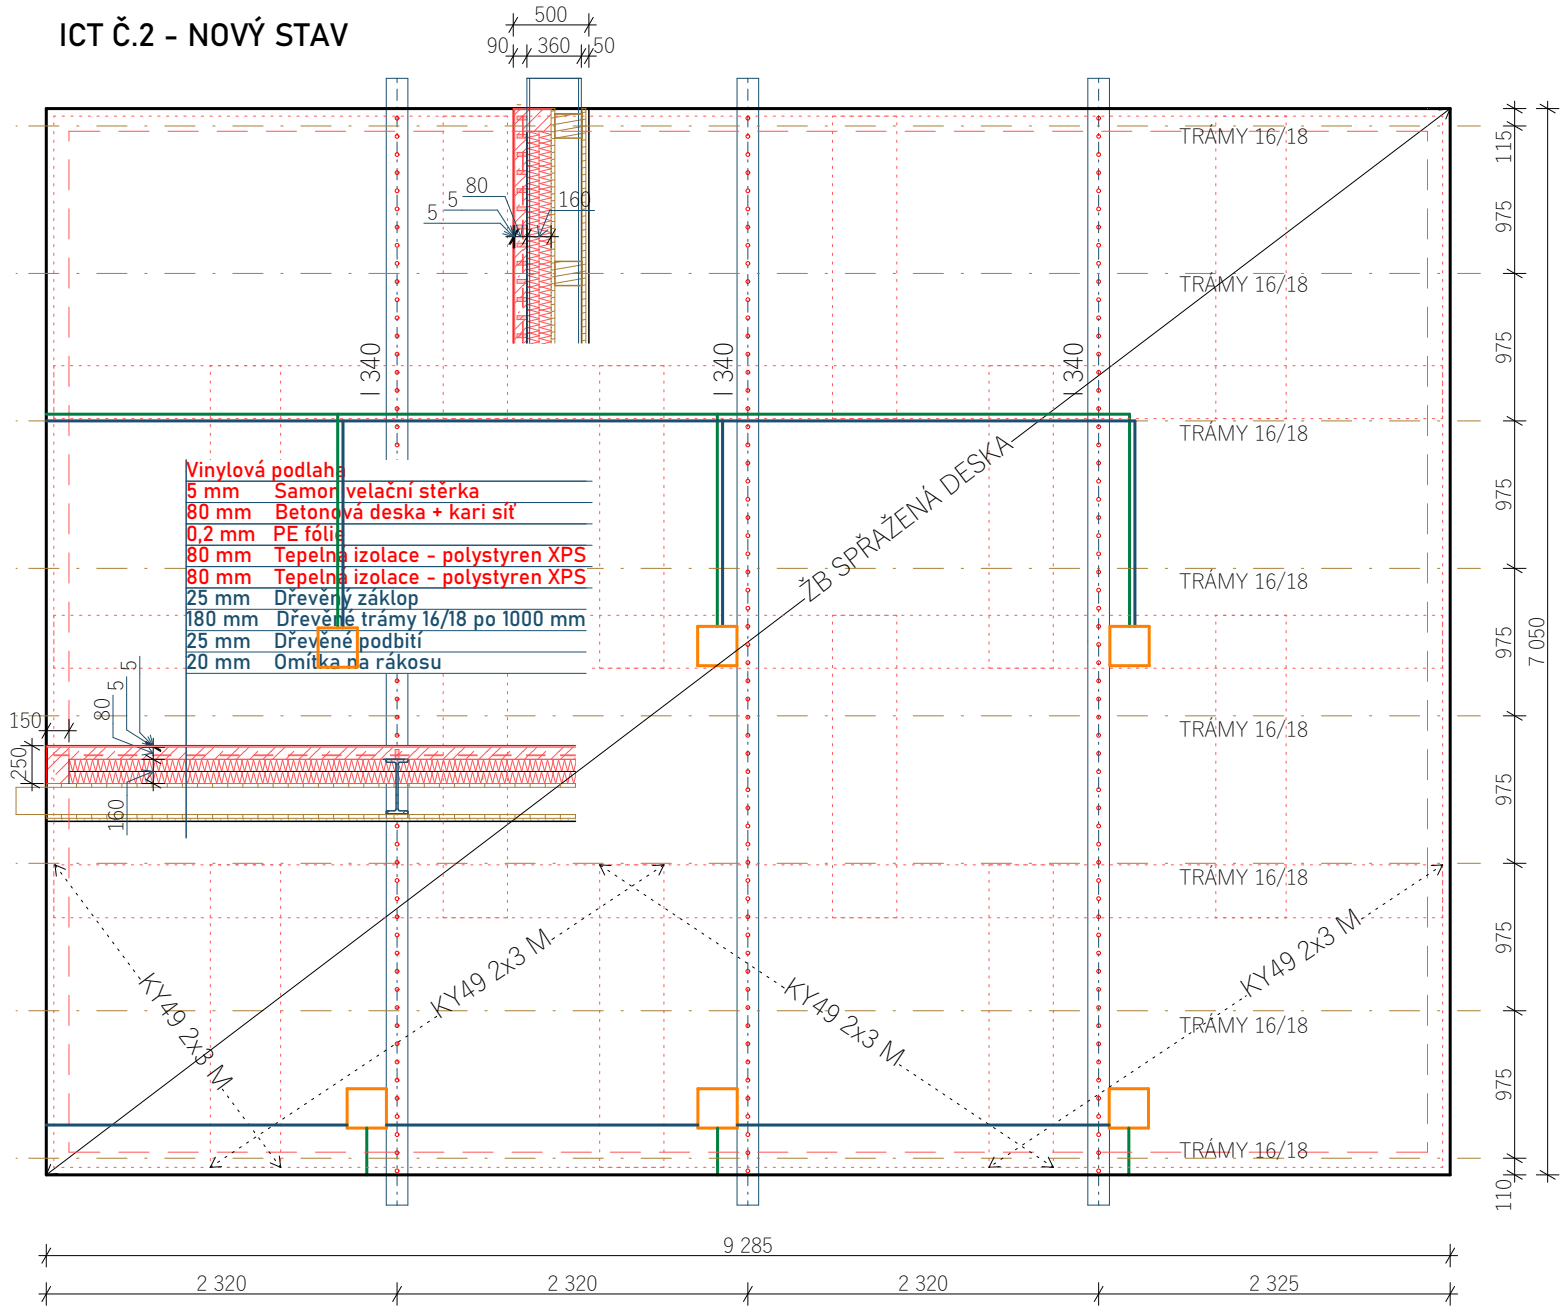 ICT Č.2 - NOVÝ STAV
500
90 360 50
80
5
5
160
I 340
I 340
I 340
TRÁMY 16/18
TRÁMY 16/18
TRÁMY 16/18
TRÁMY 16/18
TRÁMY 16/18
TRÁMY 16/18
TRÁMY 16/18
TRÁMY 16/18
115
975
975
975
975
975
975
975
110
7 050
ŽB SPŘAŽENÁ DESKA
Vinylová podlaha
5 mm Samonivelační stěrka
80 mm Betonová deska + kari síť
0,2 mm PE fólie
80 mm Tepelná izolace - polystyren XPS
80 mm Tepelná izolace - polystyren XPS
25 mm Dřevěný záklop
180 mm Dřevěné trámy 16/18 po 1000 mm
25 mm Dřevěné podbití
20 mm Omítka na rákosu
5
5
80
150
250
160
KY49 2x3 M
KY49 2x3 M
KY49 2x3 M
KY49 2x3 M
9 285
2 320 2 320 2 320 2 325